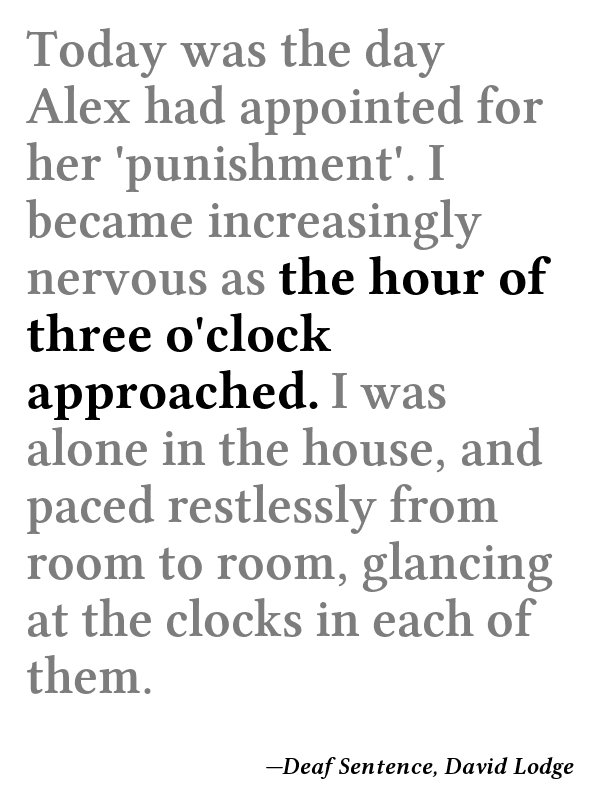 Today was the day
Alex had appointed for
her 'punishment'. I
became increasingly
nervous as the hour of
three o'clock
approached. I was
alone in the house, and
paced restlessly from
room to room, glancing
at the clocks in each of
them.
—Deaf Sentence, David Lodge